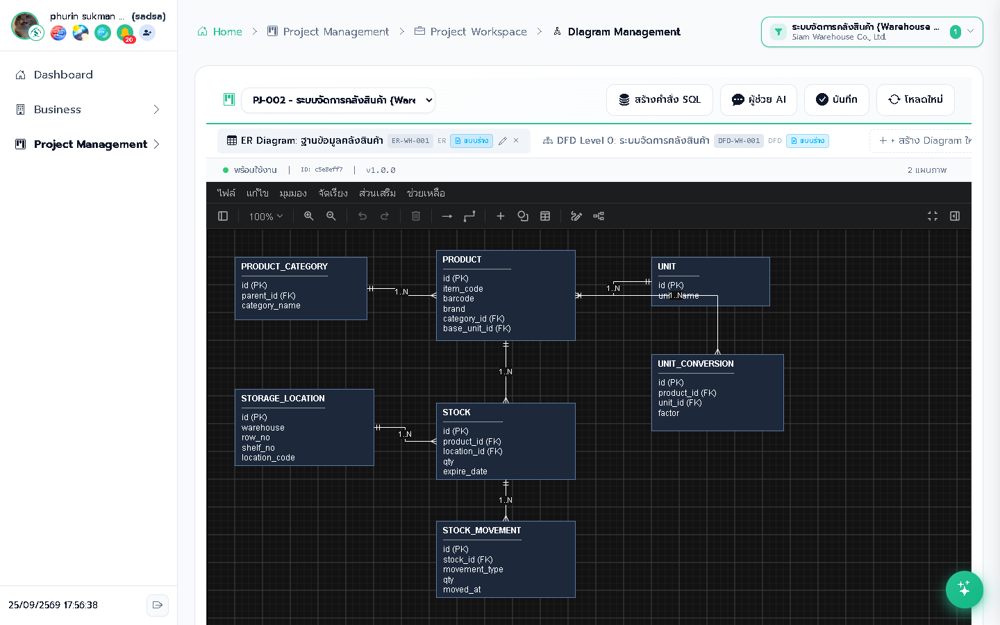 phurin sukman ... (sadsa)
20
Dashboard
Business
Project Management
25/09/2569 17:56:38
Home
Project Management
Project Workspace
Diagram Management
ระบบจัดการคลังสินค้า (Warehouse ...
Siam Warehouse Co., Ltd.
1
PJ-002 - ระบบจัดการคลังสินค้า (Ware
สร้างคำสั่ง SQL
ผู้ช่วย AI
บันทึก
โหลดใหม่
ER Diagram: ฐานข้อมูลคลังสินค้า ER-WH-001 ER แบบร่าง
DFD Level 0: ระบบจัดการคลังสินค้า DFD-WH-001 DFD แบบร่าง
+ สร้าง Diagram ให
พร้อมใช้งาน | ID: c5e8eff7 | v1.0.0
2 แผนภาพ
ไฟล์ แก้ไข มุมมอง จัดเรียง ส่วนเสริม ช่วยเหลือ
100%
PRODUCT_CATEGORY
id (PK)
parent_id (FK)
category_name
1..N
PRODUCT
id (PK)
item_code
barcode
brand
category_id (FK)
base_unit_id (FK)
1..N
UNIT
id (PK)
1..N
UNIT_CONVERSION
id (PK)
product_id (FK)
unit_id (FK)
factor
1..N
STORAGE_LOCATION
id (PK)
warehouse
row_no
shelf_no
location_code
1..N
STOCK
id (PK)
product_id (FK)
location_id (FK)
qty
expire_date
1..N
STOCK_MOVEMENT
id (PK)
stock_id (FK)
movement_type
qty
moved_at